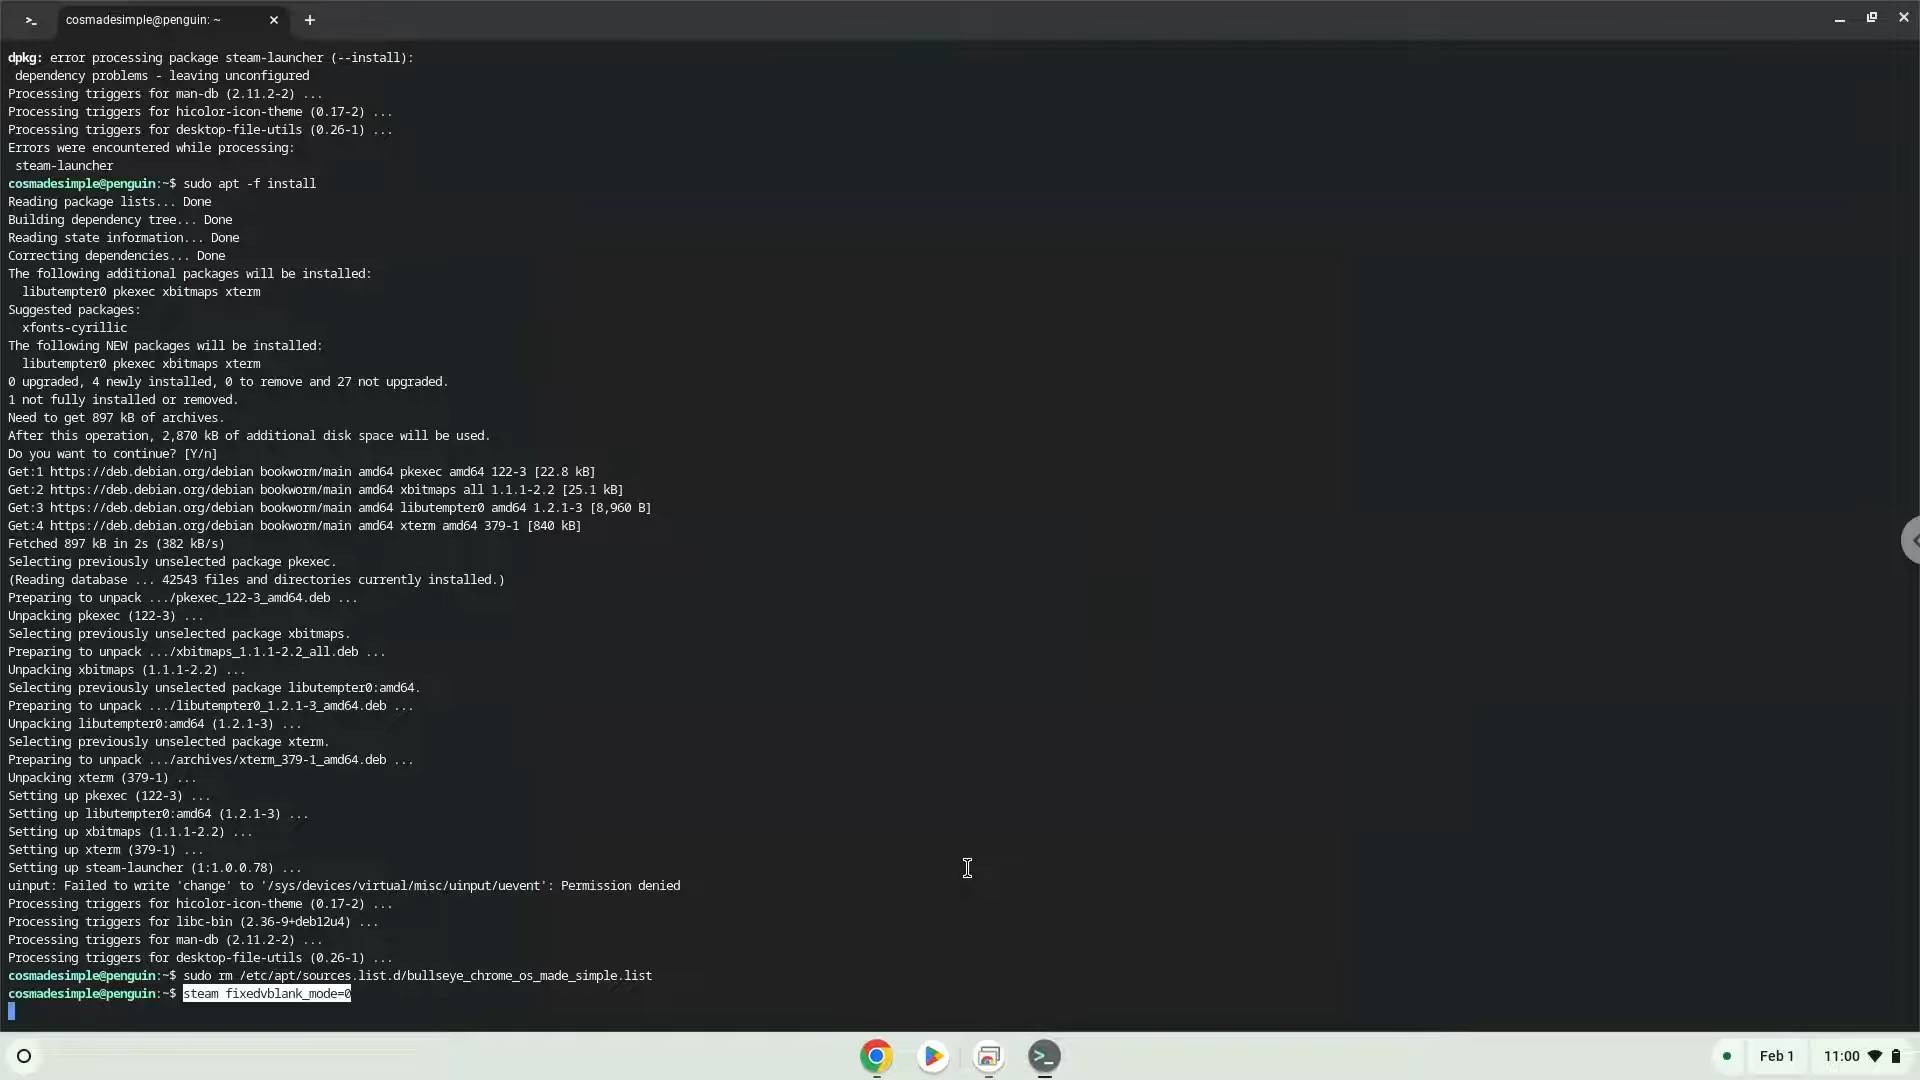 cosmadesimple@penguin: ~
dpkg: error processing package steam-launcher (--install):
 dependency problems - leaving unconfigured
Processing triggers for man-db (2.11.2-2) ...
Processing triggers for hicolor-icon-theme (0.17-2) ...
Processing triggers for desktop-file-utils (0.26-1) ...
Errors were encountered while processing:
 steam-launcher
cosmadesimple@penguin:~$ sudo apt -f install
Reading package lists... Done
Building dependency tree... Done
Reading state information... Done
Correcting dependencies... Done
The following additional packages will be installed:
  libutempter0 pkexec xbitmaps xterm
Suggested packages:
  xfonts-cyrillic
The following NEW packages will be installed:
  libutempter0 pkexec xbitmaps xterm
0 upgraded, 4 newly installed, 0 to remove and 27 not upgraded.
1 not fully installed or removed.
Need to get 897 kB of archives.
After this operation, 2,870 kB of additional disk space will be used.
Do you want to continue? [Y/n]
Get:1 https://deb.debian.org/debian bookworm/main amd64 pkexec amd64 122-3 [22.8 kB]
Get:2 https://deb.debian.org/debian bookworm/main amd64 xbitmaps all 1.1.1-2.2 [25.1 kB]
Get:3 https://deb.debian.org/debian bookworm/main amd64 libutempter0 amd64 1.2.1-3 [8,960 B]
Get:4 https://deb.debian.org/debian bookworm/main amd64 xterm amd64 379-1 [840 kB]
Fetched 897 kB in 2s (382 kB/s)
Selecting previously unselected package pkexec.
(Reading database ... 42543 files and directories currently installed.)
Preparing to unpack .../pkexec_122-3_amd64.deb ...
Unpacking pkexec (122-3) ...
Selecting previously unselected package xbitmaps.
Preparing to unpack .../xbitmaps_1.1.1-2.2_all.deb ...
Unpacking xbitmaps (1.1.1-2.2) ...
Selecting previously unselected package libutempter0:amd64.
Preparing to unpack .../libutempter0_1.2.1-3_amd64.deb ...
Unpacking libutempter0:amd64 (1.2.1-3) ...
Selecting previously unselected package xterm.
Preparing to unpack .../archives/xterm_379-1_amd64.deb ...
Unpacking xterm (379-1) ...
Setting up pkexec (122-3) ...
Setting up libutempter0:amd64 (1.2.1-3) ...
Setting up xbitmaps (1.1.1-2.2) ...
Setting up xterm (379-1) ...
Setting up steam-launcher (1:1.0.0.78) ...
uinput: Failed to write 'change' to '/sys/devices/virtual/misc/uinput/uevent': Permission denied
Processing triggers for hicolor-icon-theme (0.17-2) ...
Processing triggers for libc-bin (2.36-9+deb12u4) ...
Processing triggers for man-db (2.11.2-2) ...
Processing triggers for desktop-file-utils (0.26-1) ...
cosmadesimple@penguin:~$ sudo rm /etc/apt/sources.list.d/bullseye_chrome_os_made_simple.list
cosmadesimple@penguin:~$ steam fixedvblank_mode=0
Feb 1
11:00